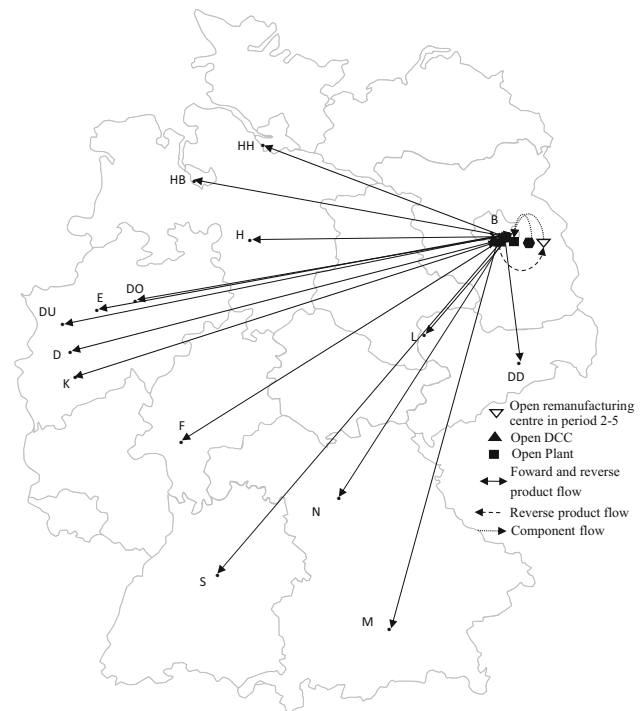 HH
HB
B
H
DO
E
DU
L
D
DD
K
Open remanufacturing
centre in period 2-5
Open DCC
F
Open Plant
Foward and reverse
product flow
N
Reverse product flow
Component flow
S
M